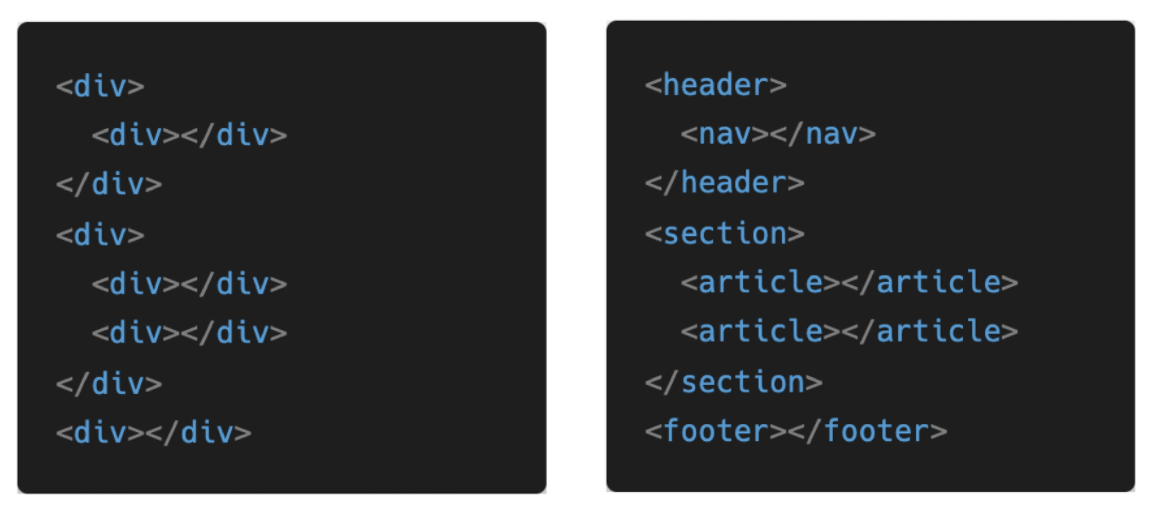 <div>
  <div></div>
</div>
<div>
  <div></div>
  <div></div>
</div>
<div></div>
<header>
  <nav></nav>
</header>
<section>
  <article></article>
  <article></article>
</section>
<footer></footer>